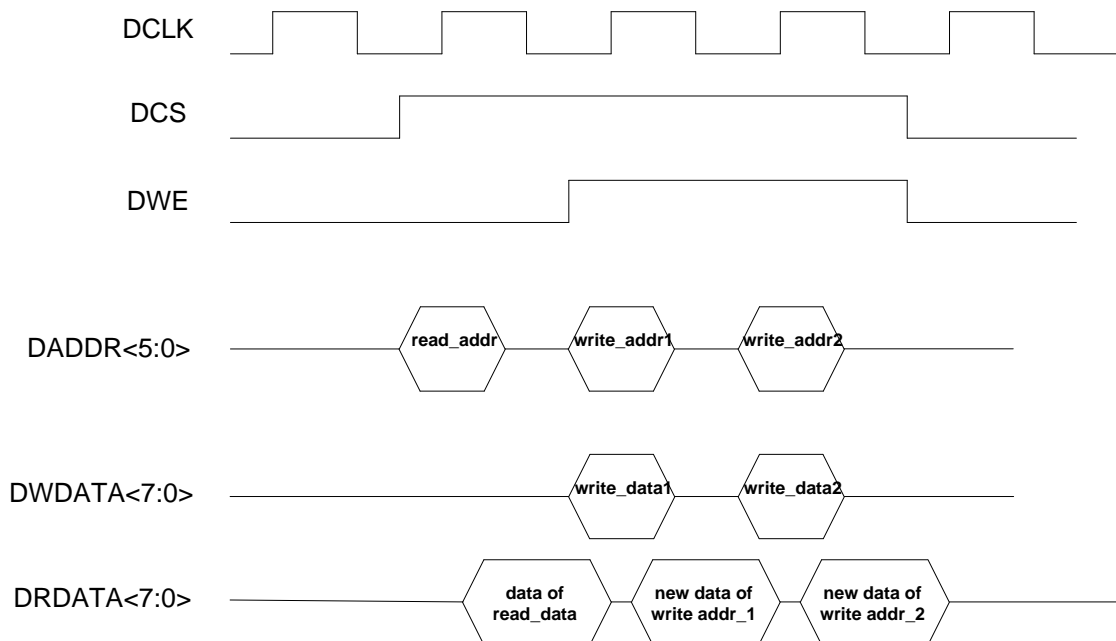 DCLK
DCS
DWE
DADDR<5:0>
read_addr
write_addr1
write_addr2
DWDATA<7:0>
write_data1
write_data2
DRDATA<7:0>
data of
read_data
new data of
write addr_1
new data of
write addr_2